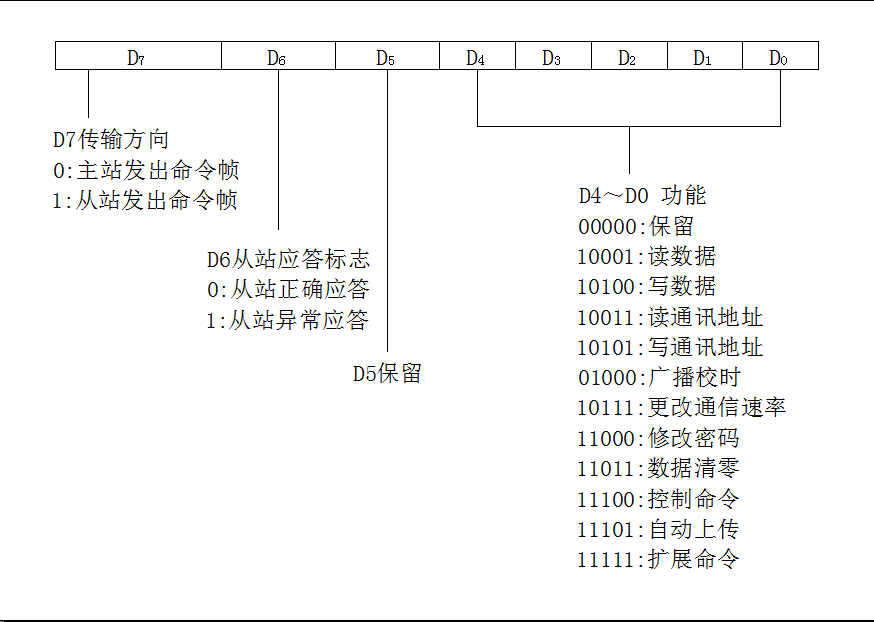 D7 D6 D5 D4 D3 D2 D1 D0
D7传输方向
0:主站发出命令帧
1:从站发出命令帧
D6从站应答标志
0:从站正确应答
1:从站异常应答
D5保留
D4～D0 功能
00000:保留
10001:读数据
10100:写数据
10011:读通讯地址
10101:写通讯地址
01000:广播校时
10111:更改通信速率
11000:修改密码
11011:数据清零
11100:控制命令
11101:自动上传
11111:扩展命令